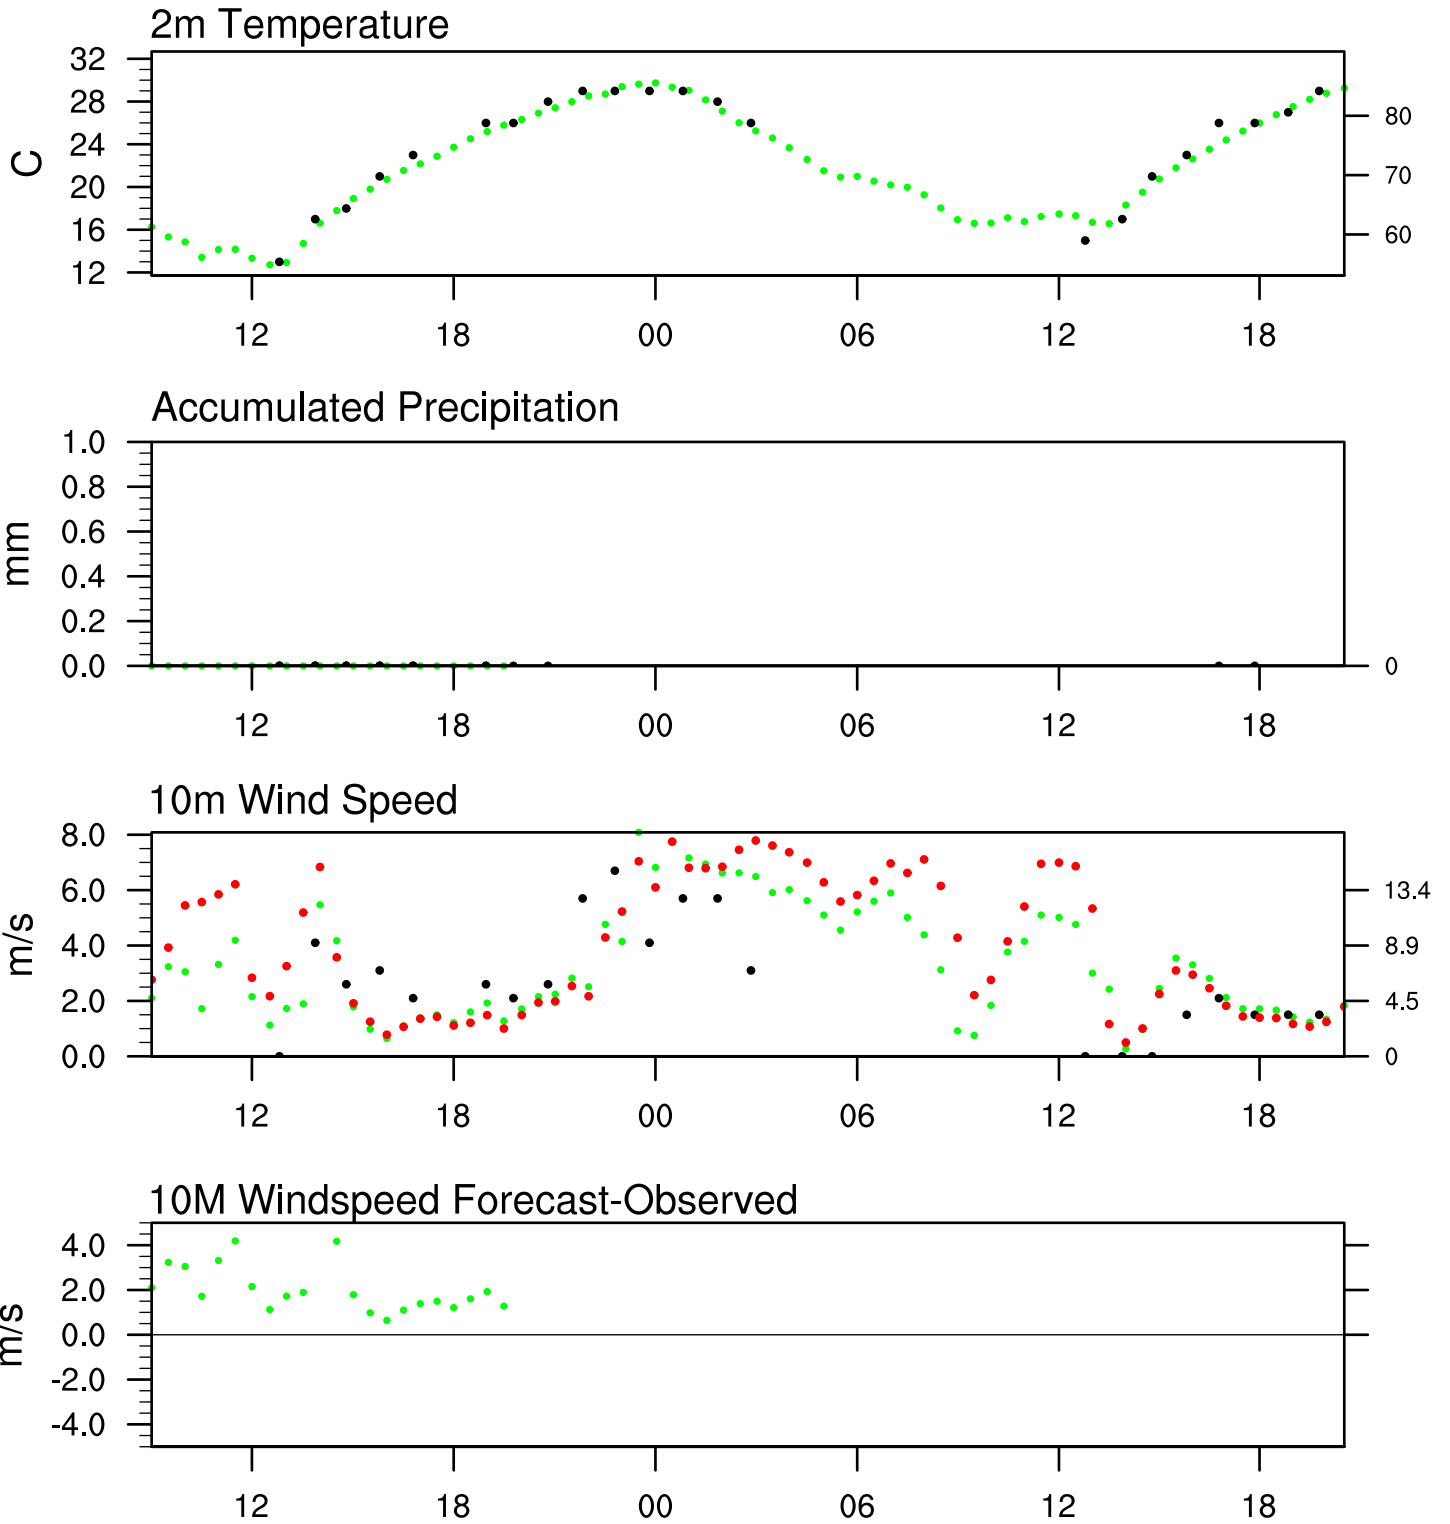 2m Temperature
32
28
24
20
16
12
C
80
70
60
12 18 00 06 12 18
Accumulated Precipitation
1.0
0.8
0.6
0.4
0.2
0.0
mm
0
12 18 00 06 12 18
10m Wind Speed
8.0
6.0
4.0
2.0
0.0
m/s
13.4
8.9
4.5
0
12 18 00 06 12 18
10M Windspeed Forecast-Observed
4.0
2.0
0.0
-2.0
-4.0
m/s
12 18 00 06 12 18